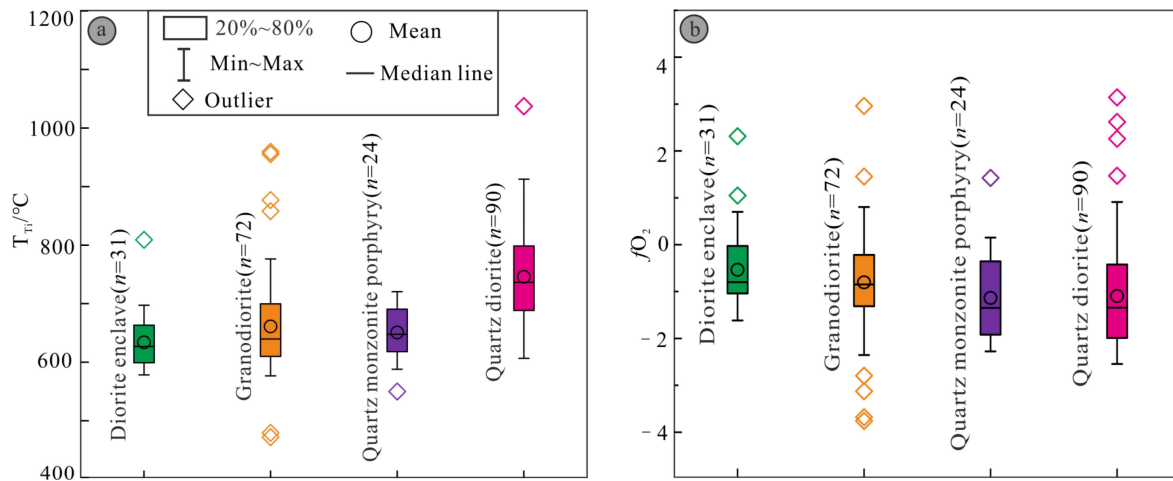 a
20%~80%
Mean
Min~Max
Median line
Outlier
1200
1000
800
600
400
T_Ti/°C
Diorite enclave(n=31)
Granodiorite(n=72)
Quartz monzonite porphyry(n=24)
Quartz diorite(n=90)
b
4
2
0
−2
−4
fO₂
Diorite enclave(n=31)
Granodiorite(n=72)
Quartz monzonite porphyry(n=24)
Quartz diorite(n=90)